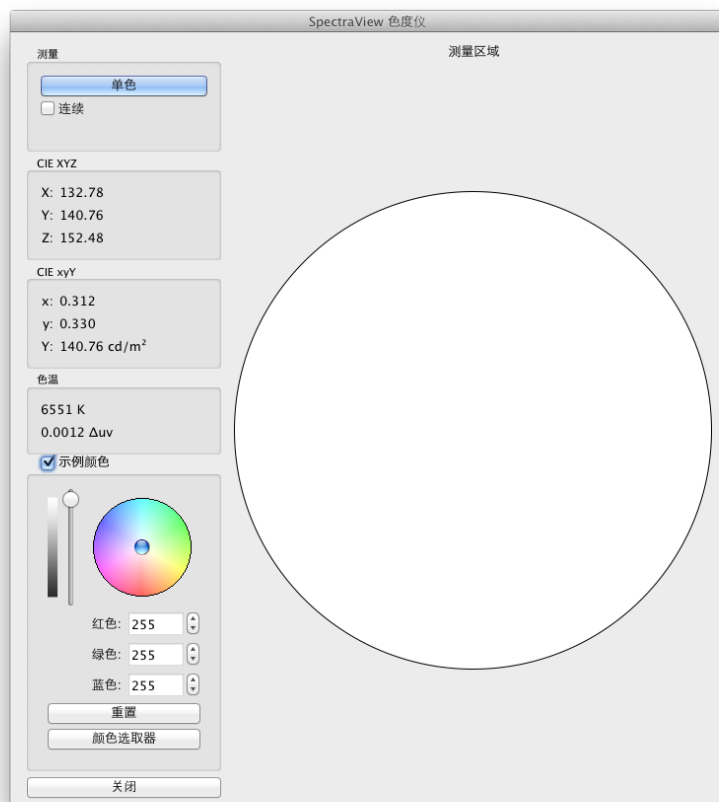 SpectraView 色度仪
测量
单色
连续
CIE XYZ
X: 132.78
Y: 140.76
Z: 152.48
CIE xyY
x: 0.312
y: 0.330
Y: 140.76 cd/m²
色温
6551 K
0.0012 Δuv
示例颜色
红色: 255
绿色: 255
蓝色: 255
重置
颜色选取器
关闭
测量区域